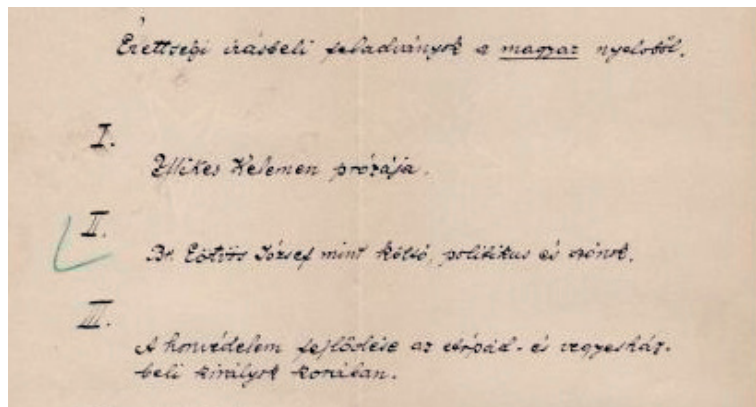 Érettségi írásbeli feladványok a magyar nyelvből.
I.
Mikes Kelemen prózája.
II.
Br. Eötvös József mint költő, politikus és szónok.
III.
A honvédelem fejlődése az Árpád- és vegyesház-
beli királyok korában.